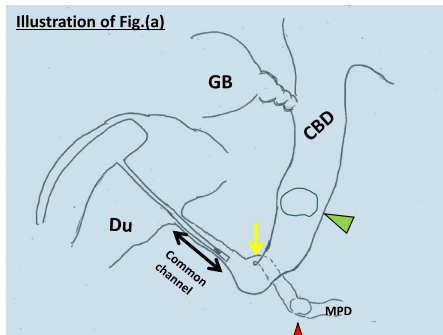 Illustration of Fig.(a)
GB
CBD
Du
Common
channel
MPD